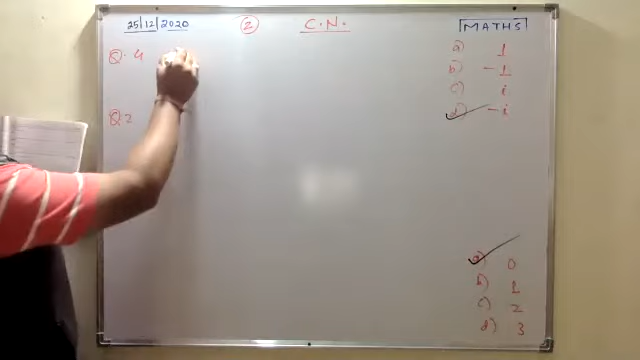 25/12/2020
2
C.N.
MATHS
Q. 4
a) 1
b) -1
c) i
d) -i
Q 2
a) 0
b) 1
c) 2
d) 3